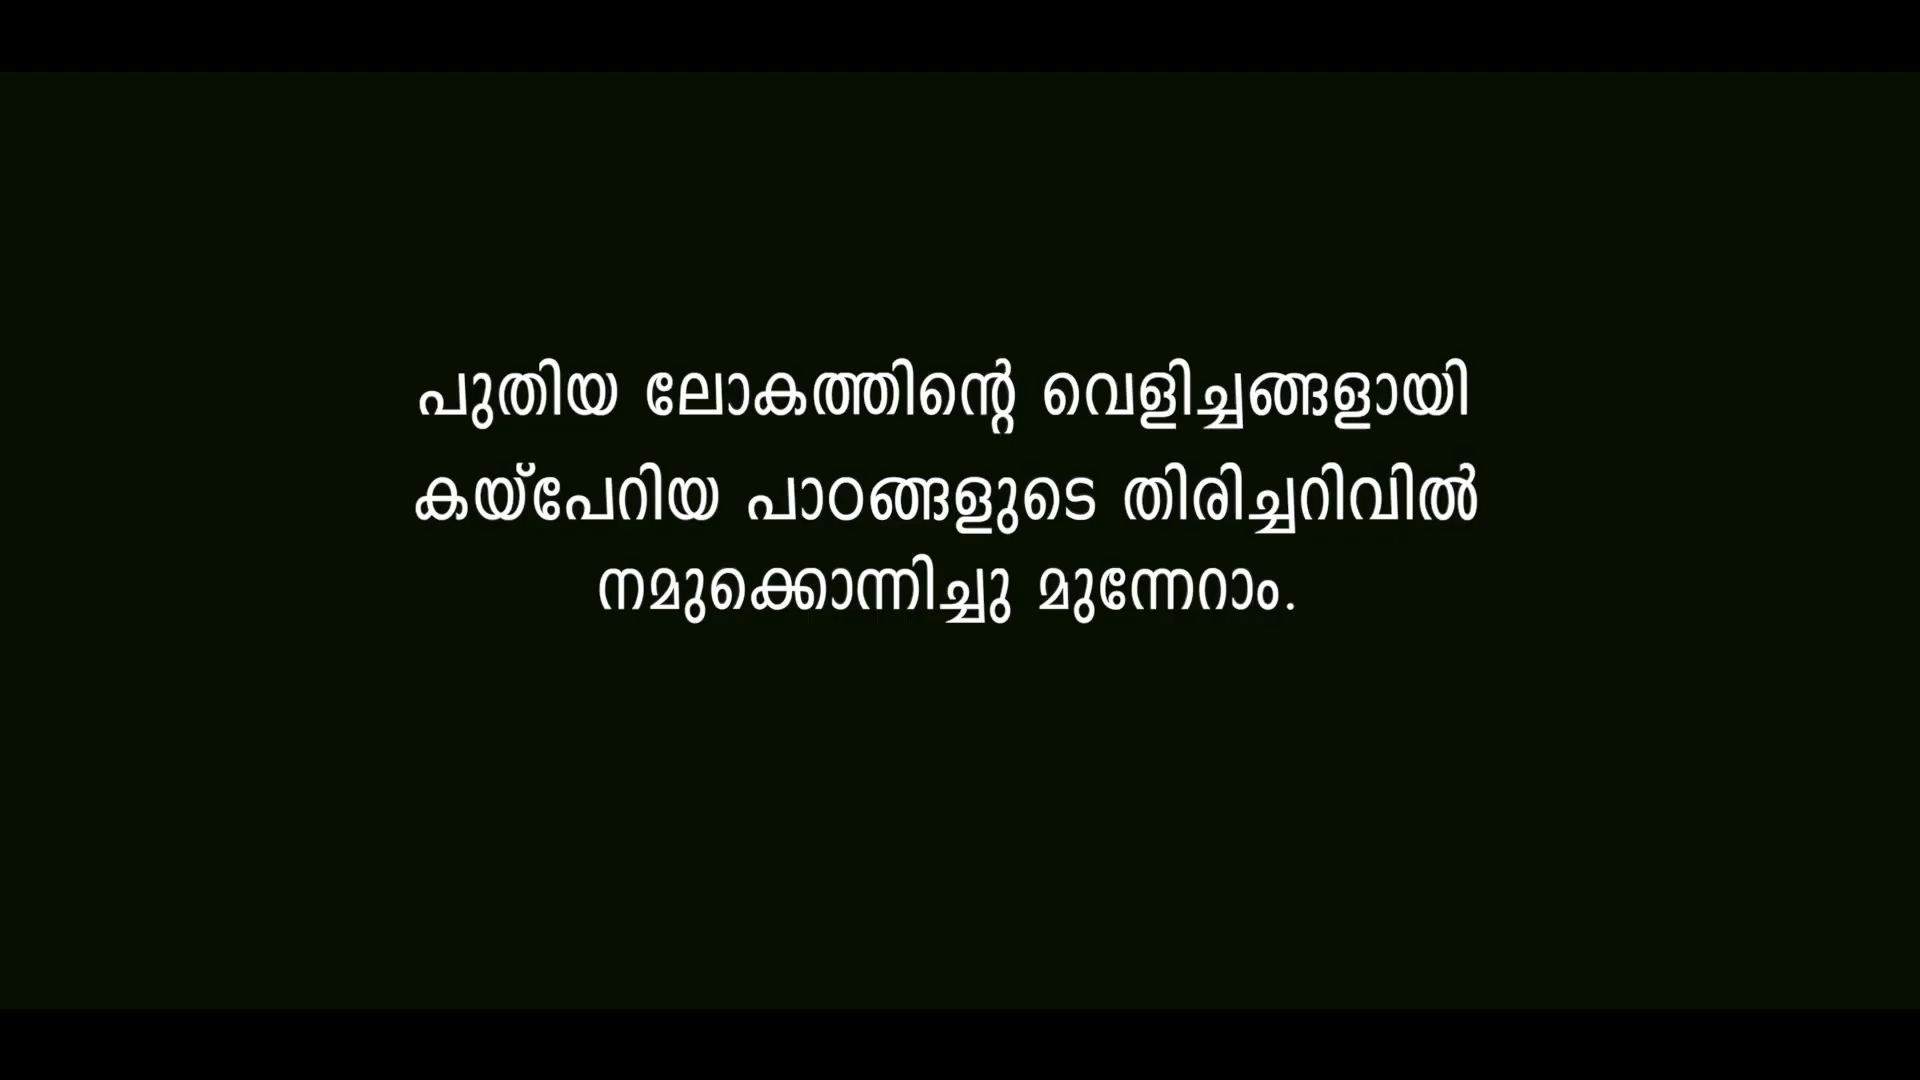 പുതിയ ലോകത്തിന്റെ വെളിച്ചങ്ങളായി
കയ്പേറിയ പാഠങ്ങളുടെ തിരിച്ചറിവിൽ
നമുക്കൊന്നിച്ചു മുന്നേറാം.